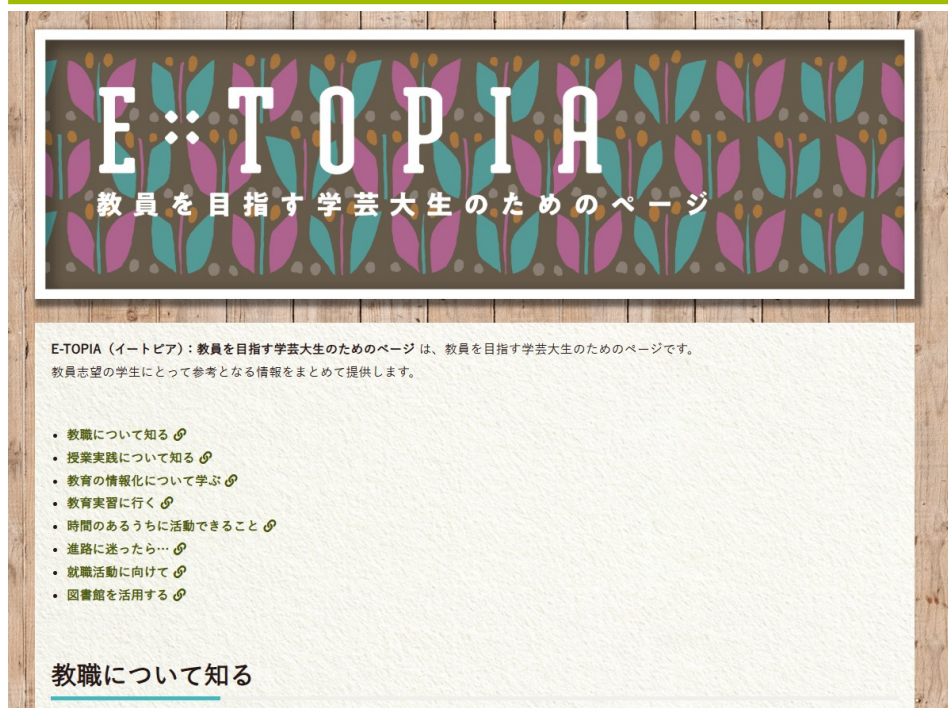 E∷TOPIA
教員を目指す学芸大生のためのページ
E-TOPIA（イートピア）：教員を目指す学芸大生のためのページ は、教員を目指す学芸大生のためのページです。
教員志望の学生にとって参考となる情報をまとめて提供します。
• 教職について知る
• 授業実践について知る
• 教育の情報化について学ぶ
• 教育実習に行く
• 時間のあるうちに活動できること
• 進路に迷ったら…
• 就職活動に向けて
• 図書館を活用する
教職について知る